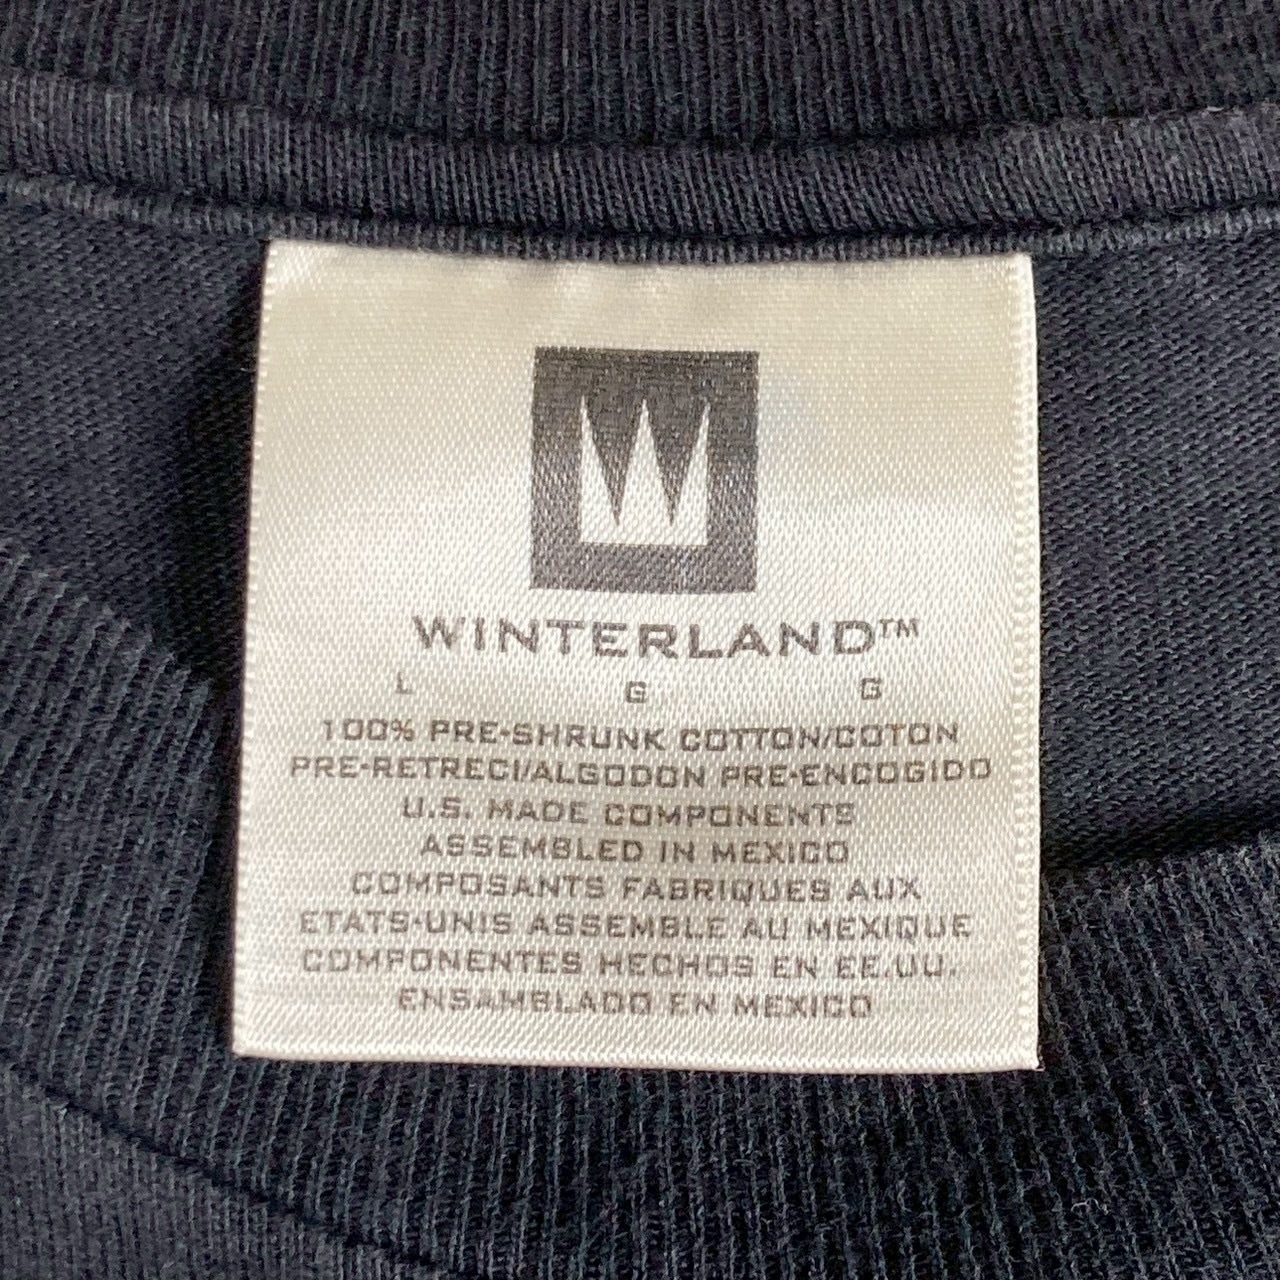 W
WINTERLAND™
L G G
100% PRE-SHRUNK COTTON/COTON
PRE-RETRECI/ALGODON PRE-ENCOGIDO
U.S. MADE COMPONENTS
ASSEMBLED IN MEXICO
COMPOSANTS FABRIQUES AUX
ETATS-UNIS ASSEMBLE AU MEXIQUE
COMPONENTES HECHOS EN EE.UU.
ENSAMBLADO EN MEXICO